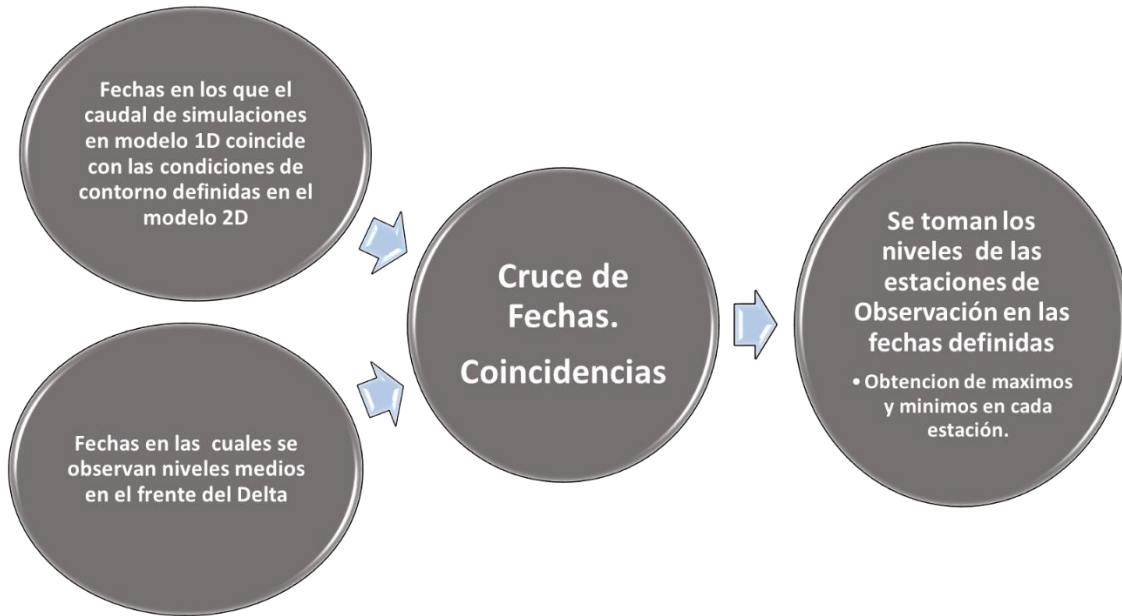 Fechas en los que el
caudal de simulaciones
en modelo 1D coincide
con las condiciones de
contorno definidas en el
modelo 2D
Fechas en las cuales se
observan niveles medios
en el frente del Delta
Cruce de
Fechas.
Coincidencias
Se toman los
niveles de las
estaciones de
Observación en las
fechas definidas
• Obtencion de maximos
y minimos en cada
estación.